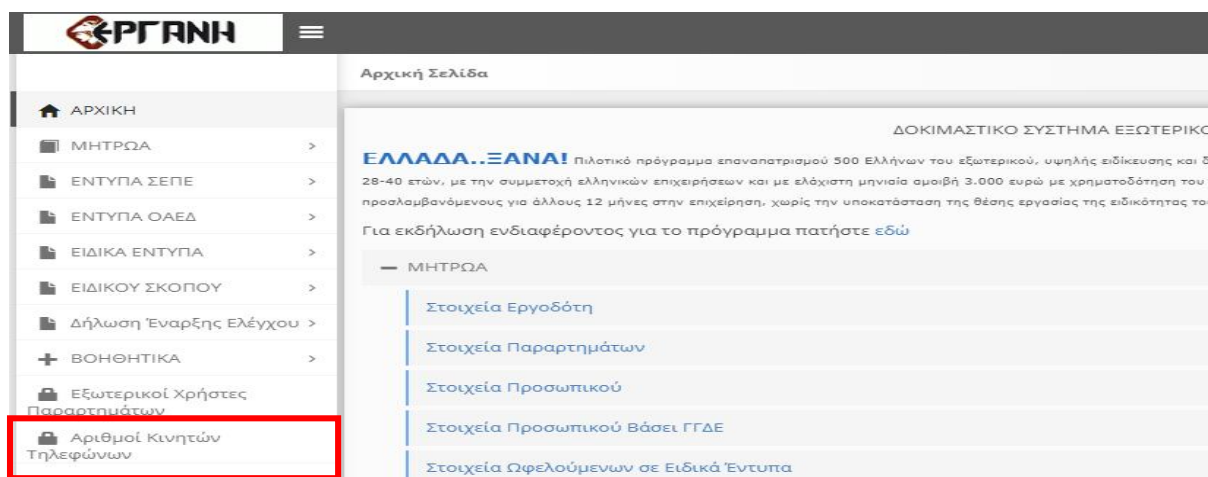 ΕΡΓΑΝΗ
Αρχική Σελίδα
ΑΡΧΙΚΗ
ΜΗΤΡΩΑ
ΕΝΤΥΠΑ ΣΕΠΕ
ΕΝΤΥΠΑ ΟΑΕΔ
ΕΙΔΙΚΑ ΕΝΤΥΠΑ
ΕΙΔΙΚΟΥ ΣΚΟΠΟΥ
Δήλωση Έναρξης Ελέγχου
ΒΟΗΘΗΤΙΚΑ
Εξωτερικοί Χρήστες
Παραρτημάτων
Αριθμοί Κινητών
Τηλεφώνων
ΔΟΚΙΜΑΣΤΙΚΟ ΣΥΣΤΗΜΑ ΕΞΩΤΕΡΙΚΟ
ΕΛΛΑΔΑ..ΞΑΝΑ! Πιλοτικό πρόγραμμα επαναπατρισμού 500 Ελλήνων του εξωτερικού, υψηλής ειδίκευσης και δ
28-40 ετών, με την συμμετοχή ελληνικών επιχειρήσεων και με ελάχιστη μηνιαία αμοιβή 3.000 ευρώ με χρηματοδότηση του
προσλαμβανόμενους για άλλους 12 μήνες στην επιχείρηση, χωρίς την υποκατάσταση της θέσης εργασίας της ειδικότητας το
Για εκδήλωση ενδιαφέροντος για το πρόγραμμα πατήστε εδώ
ΜΗΤΡΩΑ
Στοιχεία Εργοδότη
Στοιχεία Παραρτημάτων
Στοιχεία Προσωπικού
Στοιχεία Προσωπικού Βάσει ΓΓΔΕ
Στοιχεία Ωφελούμενων σε Ειδικά Έντυπα